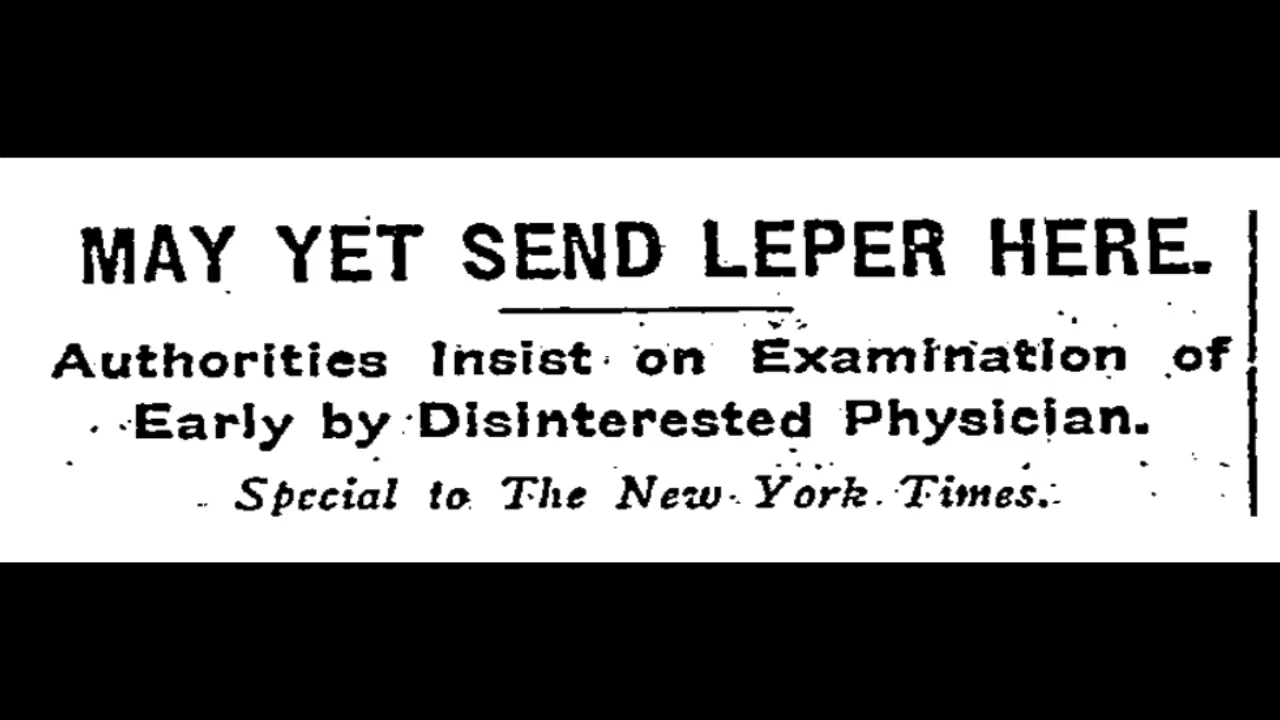 MAY YET SEND LEPER HERE.
Authorities Insist on Examination of
Early by Disinterested Physician.
Special to The New York Times.